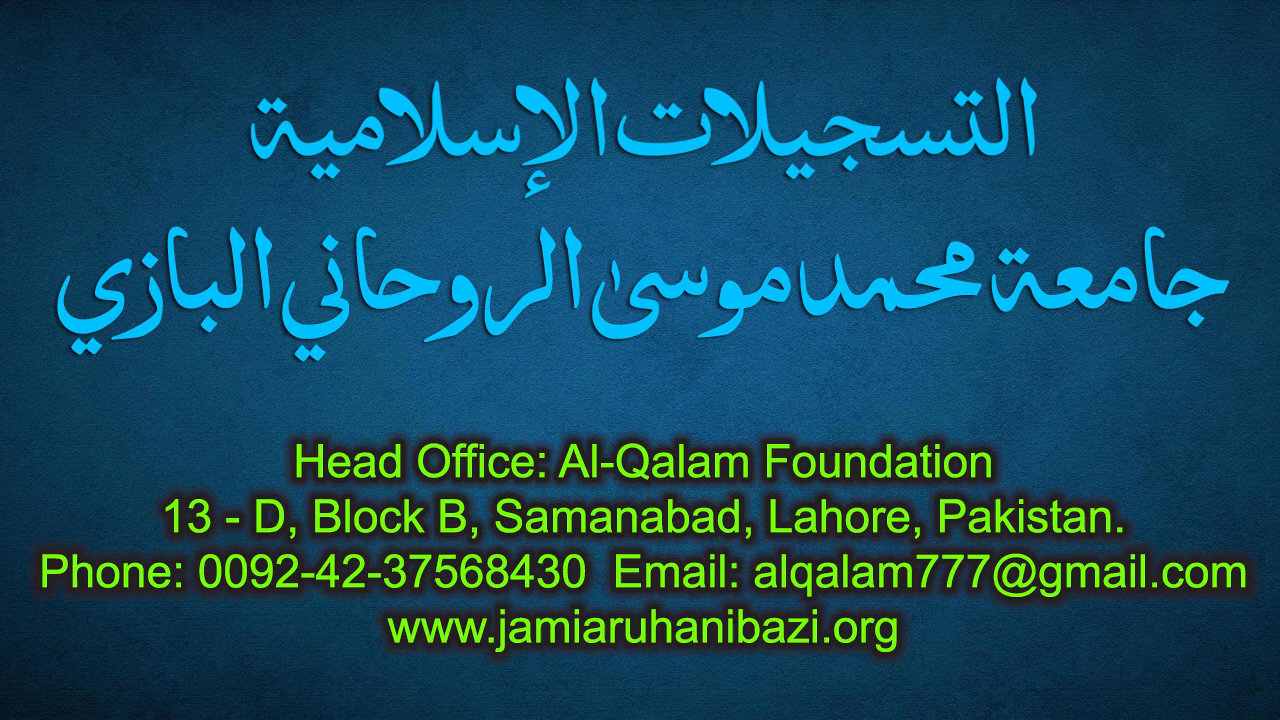 التسجيلات الإسلامية
جامعة محمد موسىٰ الروحاني البازي
Head Office: Al-Qalam Foundation
13 - D, Block B, Samanabad, Lahore, Pakistan.
Phone: 0092-42-37568430  Email: alqalam777@gmail.com
www.jamiaruhanibazi.org